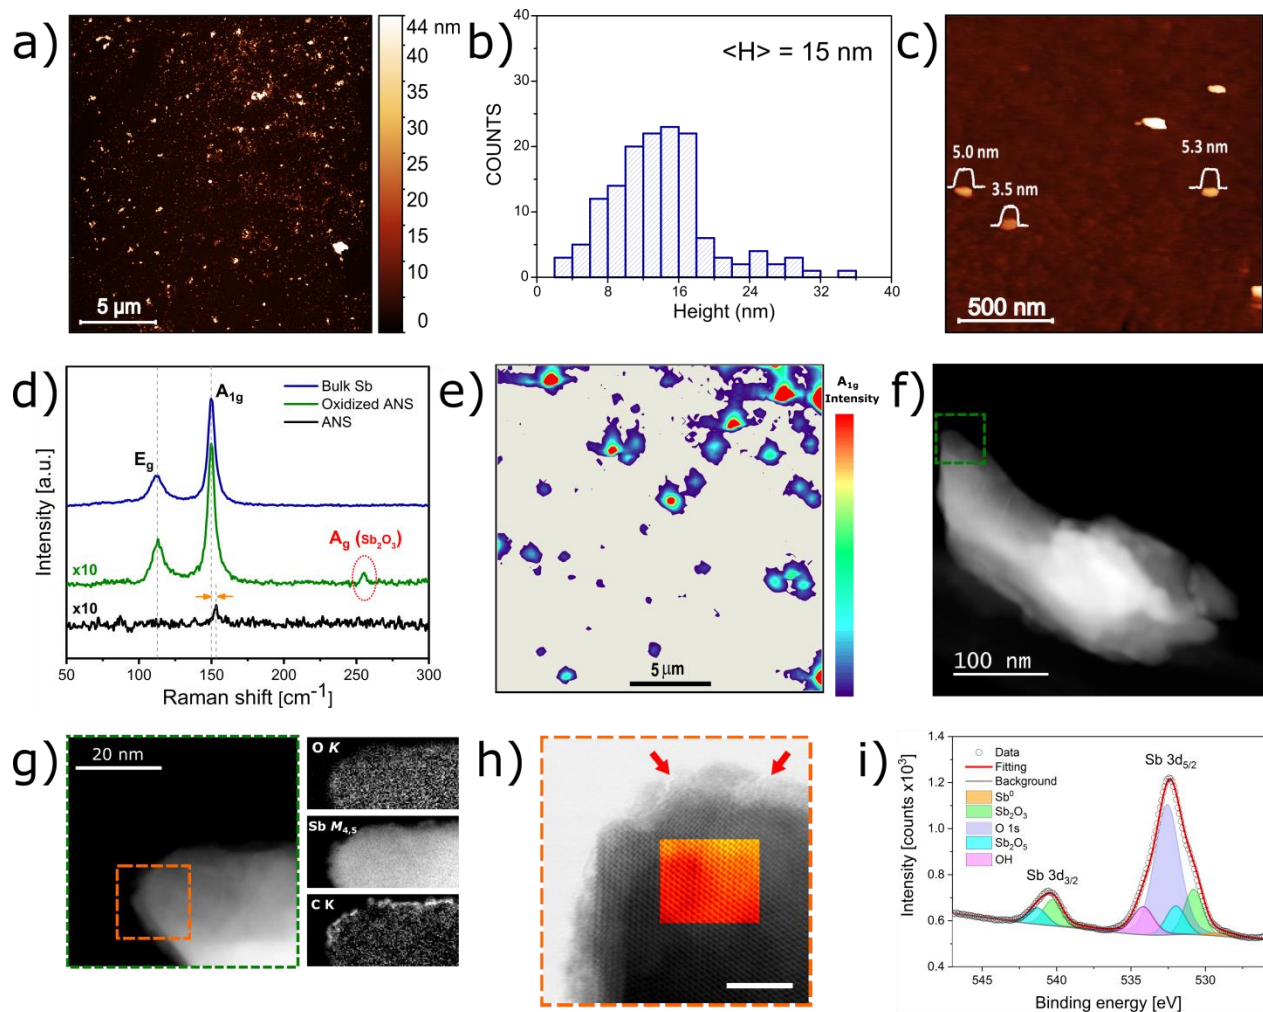 a)
44 nm
40
35
30
25
20
15
10
0
5 µm
b)
<H> = 15 nm
COUNTS
40
20
0
0
8
16
24
32
40
Height (nm)
c)
5.0 nm
3.5 nm
5.3 nm
500 nm
d)
Bulk Sb
Oxidized ANS
ANS
A1g
Eg
Ag (Sb2O3)
x10
x10
Intensity [a.u.]
50
100
150
200
250
300
Raman shift [cm-1]
e)
A1g
Intensity
5 µm
f)
100 nm
g)
20 nm
O K
Sb M4,5
C K
h)
i)
Data
Fitting
Background
Sb0
Sb2O3
O 1s
Sb2O5
OH
Sb 3d5/2
Sb 3d3/2
Intensity [counts x103]
1.4
1.2
1.0
0.8
0.6
0.4
545
540
535
530
Binding energy [eV]